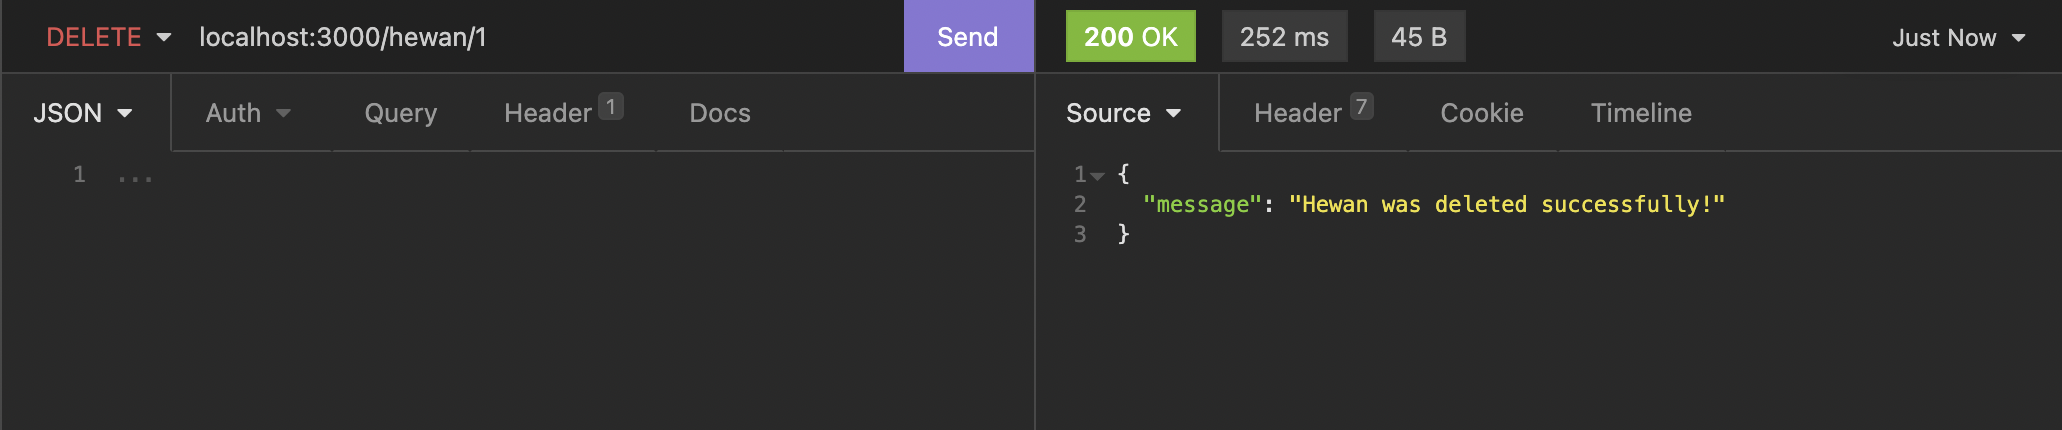 DELETE localhost:3000/hewan/1 Send 200 OK 252 ms 45 B Just Now
JSON Auth Query Header 1 Docs Source Header 7 Cookie Timeline
1 ...
1 {
2 "message": "Hewan was deleted successfully!"
3 }